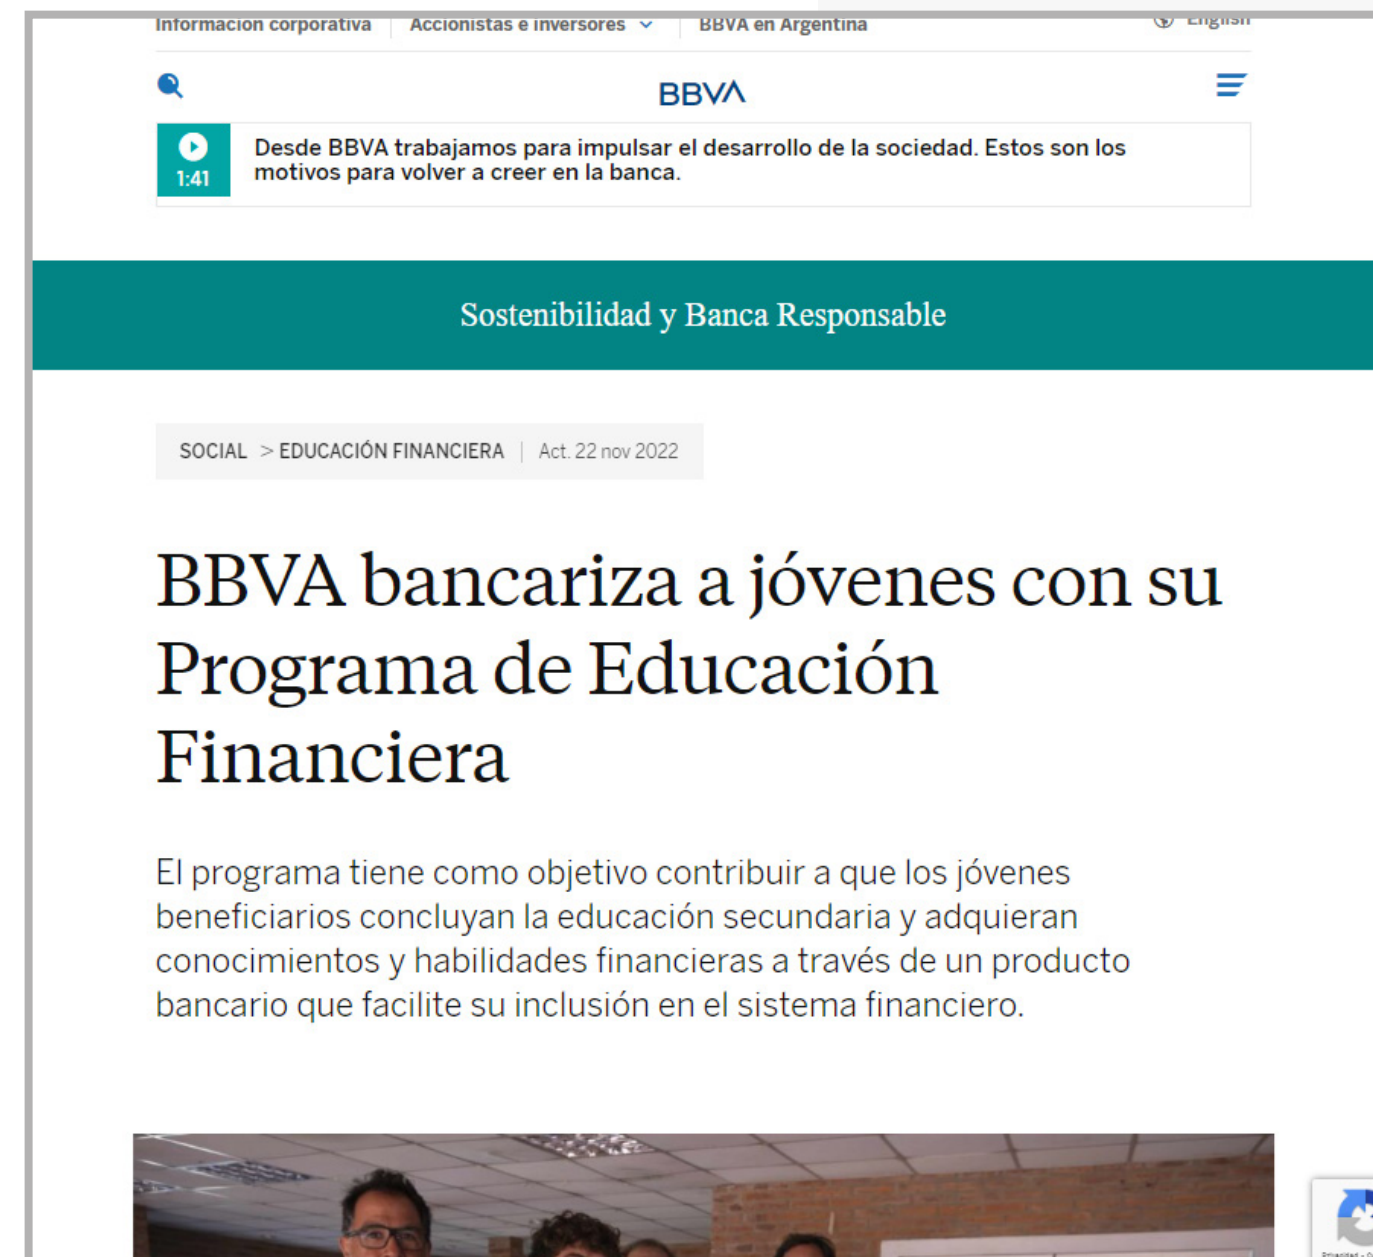 Información corporativa
Accionistas e inversores
BBVA en Argentina
English
BBVA
1:41
Desde BBVA trabajamos para impulsar el desarrollo de la sociedad. Estos son los
motivos para volver a creer en la banca.
Sostenibilidad y Banca Responsable
SOCIAL > EDUCACIÓN FINANCIERA | Act. 22 nov 2022
BBVA bancariza a jóvenes con su
Programa de Educación
Financiera
El programa tiene como objetivo contribuir a que los jóvenes
beneficiarios concluyan la educación secundaria y adquieran
conocimientos y habilidades financieras a través de un producto
bancario que facilite su inclusión en el sistema financiero.